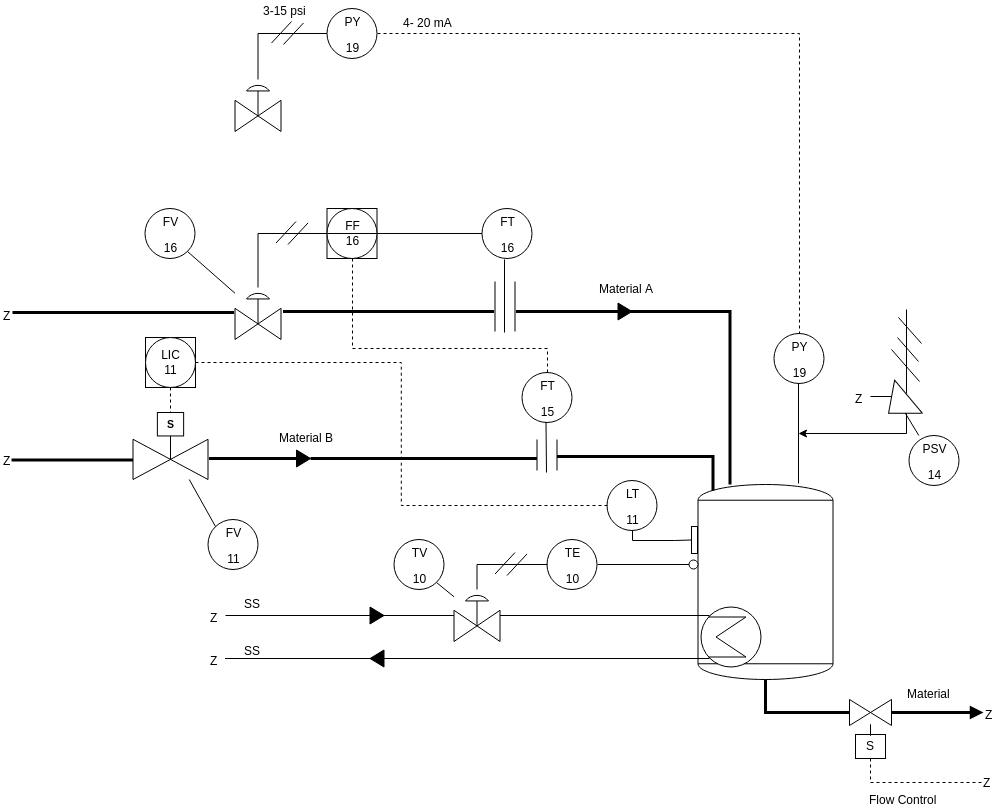 3-15 psi
PY
19
4- 20 mA
FV
16
FF
16
FT
16
Material A
Z
LIC
11
PY
19
FT
15
Z
S
Material B
Z
PSV
14
LT
11
FV
11
TV
10
TE
10
SS
Z
SS
Z
Material
Z
S
Z
Flow Control